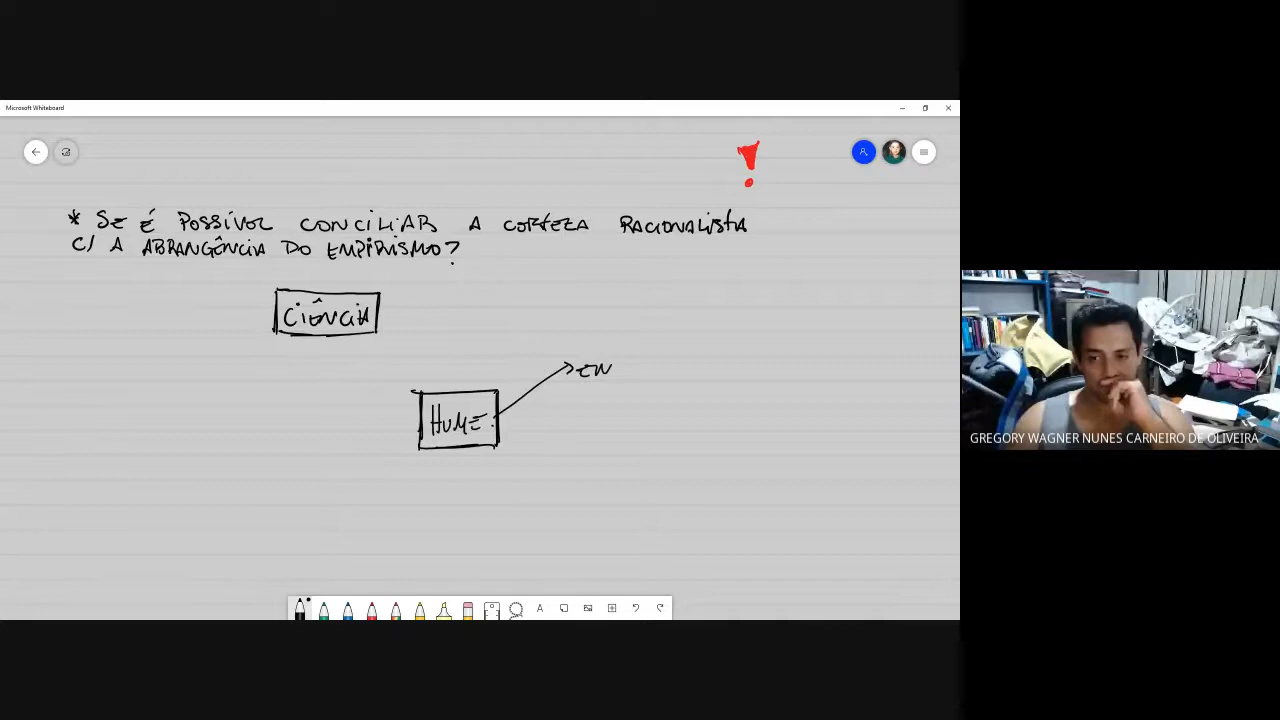 Microsoft Whiteboard
!
* SE É POSSÍVEL CONCILIAR A CERTEZA RACIONALISTA
C/ A ABRANGÊNCIA DO EMPIRISMO?
CIÊNCIA
EN
HUME
GREGORY WAGNER NUNES CARNEIRO DE OLIVEIRA
A